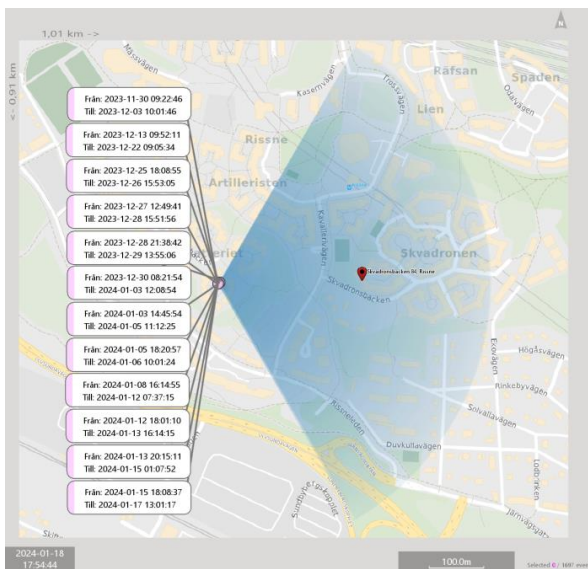 1,01 km ->
<- 0,91 km
N
Mässvägen
Kasernvägen
Trossvägen
Räfsan
Spaden
Odalvägen
Lien
Rissne
Artilleristen
Kavallerivägen
Skvadronen
Skvadronsbacken
Ekovägen
Högåsvägen
Rinkebyvägen
Solvallavägen
Rissneleden
Duvkullavägen
Lodbrinken
Järnvägsgat
Från: 2023-11-30 09:22:46
Till: 2023-12-03 10:01:46
Från: 2023-12-13 09:52:11
Till: 2023-12-22 09:05:34
Från: 2023-12-25 18:08:55
Till: 2023-12-26 15:53:05
Från: 2023-12-27 12:49:41
Till: 2023-12-28 15:51:56
Från: 2023-12-28 21:38:42
Till: 2023-12-29 13:55:06
Från: 2023-12-30 08:21:54
Till: 2024-01-03 12:08:54
Från: 2024-01-03 14:45:54
Till: 2024-01-05 11:12:25
Från: 2024-01-05 18:20:57
Till: 2024-01-06 10:01:24
Från: 2024-01-08 16:14:55
Till: 2024-01-12 07:37:15
Från: 2024-01-12 18:01:10
Till: 2024-01-13 16:14:15
Från: 2024-01-13 20:15:11
Till: 2024-01-15 01:07:52
Från: 2024-01-15 18:08:37
Till: 2024-01-17 13:01:17
2024-01-18
17:54:44
100.0m
Selected 0 / 1697